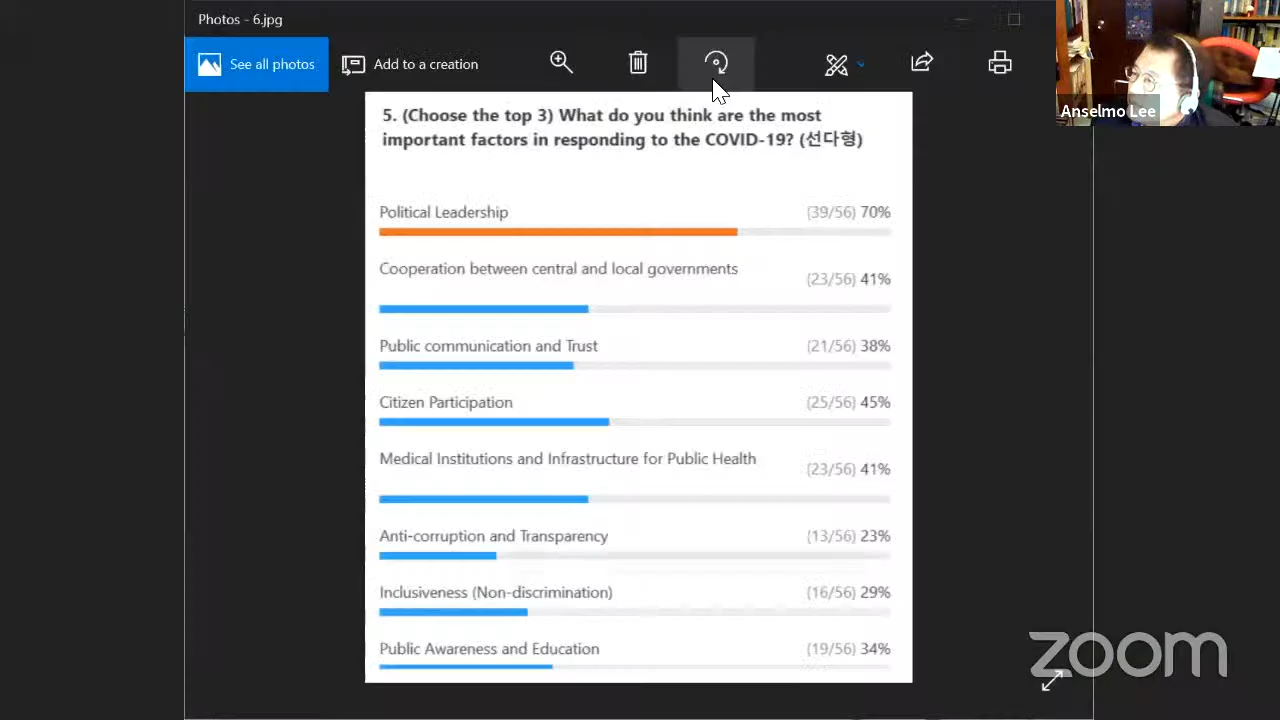 Photos - 6.jpg
See all photos
Add to a creation
Anselmo Lee
5. (Choose the top 3) What do you think are the most
important factors in responding to the COVID-19? (선다형)
Political Leadership (39/56) 70%
Cooperation between central and local governments (23/56) 41%
Public communication and Trust (21/56) 38%
Citizen Participation (25/56) 45%
Medical Institutions and Infrastructure for Public Health (23/56) 41%
Anti-corruption and Transparency (13/56) 23%
Inclusiveness (Non-discrimination) (16/56) 29%
Public Awareness and Education (19/56) 34%
zoom